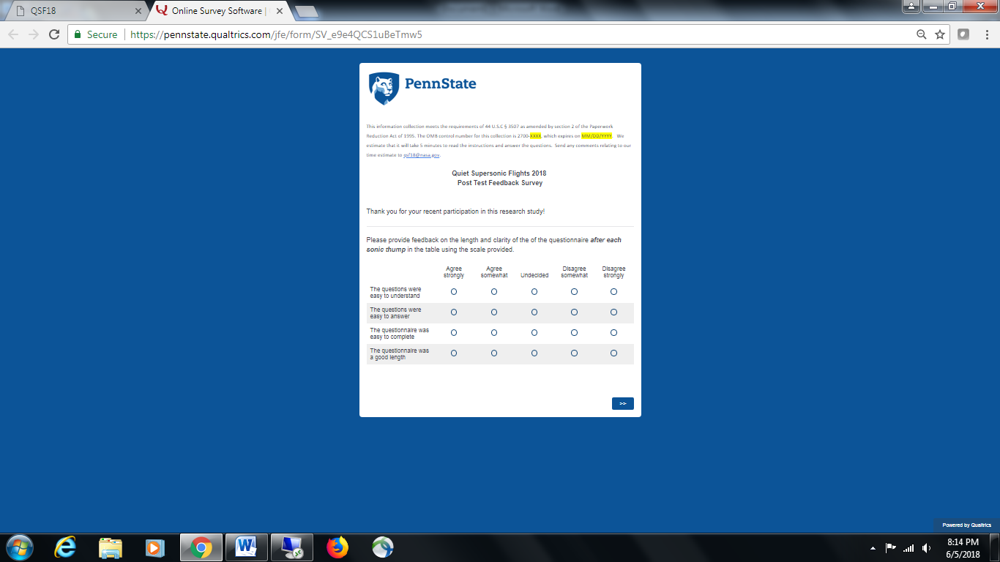 QSF18
Online Survey Software |
Secure | https://pennstate.qualtrics.com/jfe/form/SV_e9e4QCS1uBeTmw5
PennState
This information collection meets the requirements of 44 U.S.C § 3507 as amended by section 2 of the Paperwork
Reduction Act of 1995. The OMB control number for this collection is 2700-XXXX, which expires on MM/DD/YYYY. We
estimate that it will take 5 minutes to read the instructions and answer the questions. Send any comments relating to our
time estimate to qsf18@nasa.gov.
Quiet Supersonic Flights 2018
Post Test Feedback Survey
Thank you for your recent participation in this research study!
Please provide feedback on the length and clarity of the of the questionnaire after each
sonic thump in the table using the scale provided.
Agree strongly
Agree somewhat
Undecided
Disagree somewhat
Disagree strongly
The questions were
easy to understand
The questions were
easy to answer
The questionnaire was
easy to complete
The questionnaire was
a good length
>>
Powered by Qualtrics
8:14 PM
6/5/2018